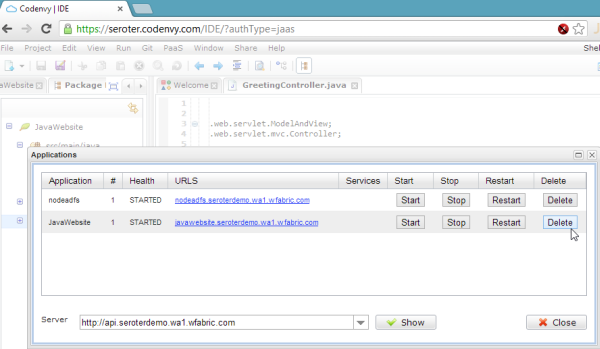 Codenvy | IDE
https://seroter.codenvy.com/IDE/?authType=jaas
File Project Edit View Run Git PaaS Window Share Help Shel
aWebsite Package Welcome GreetingController.java
1
2
JavaWebsite 3 .web.servlet.ModelAndView;
src/main/java 4 .web.servlet.mvc.Controller;
5
Applications
Application # Health URLS Services Start Stop Restart Delete
nodeadfs 1 STARTED nodeadfs.seroterdemo.wa1.wfabric.com Start Stop Restart Delete
JavaWebsite 1 STARTED javawebsite.seroterdemo.wa1.wfabric.com Start Stop Restart Delete
Server http://api.seroterdemo.wa1.wfabric.com Show Close